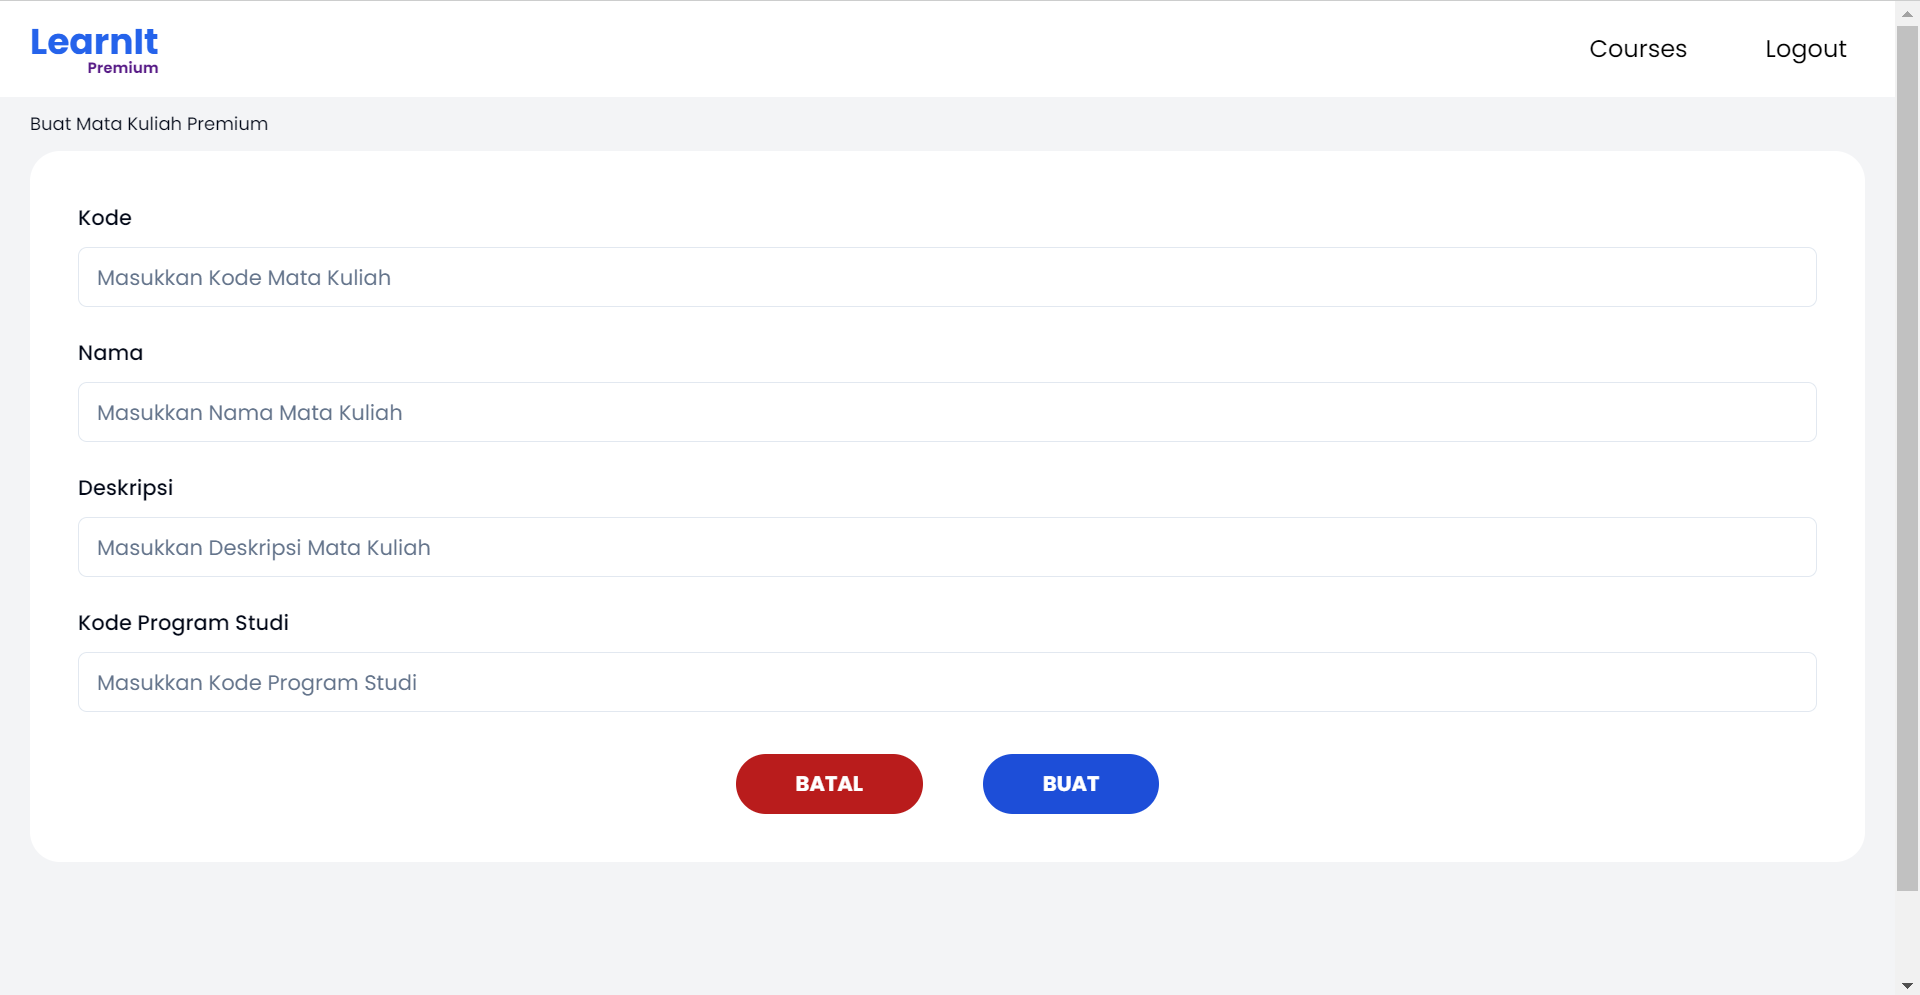 LearnIt
Premium
Courses
Logout
Buat Mata Kuliah Premium
Kode
Masukkan Kode Mata Kuliah
Nama
Masukkan Nama Mata Kuliah
Deskripsi
Masukkan Deskripsi Mata Kuliah
Kode Program Studi
Masukkan Kode Program Studi
BATAL
BUAT